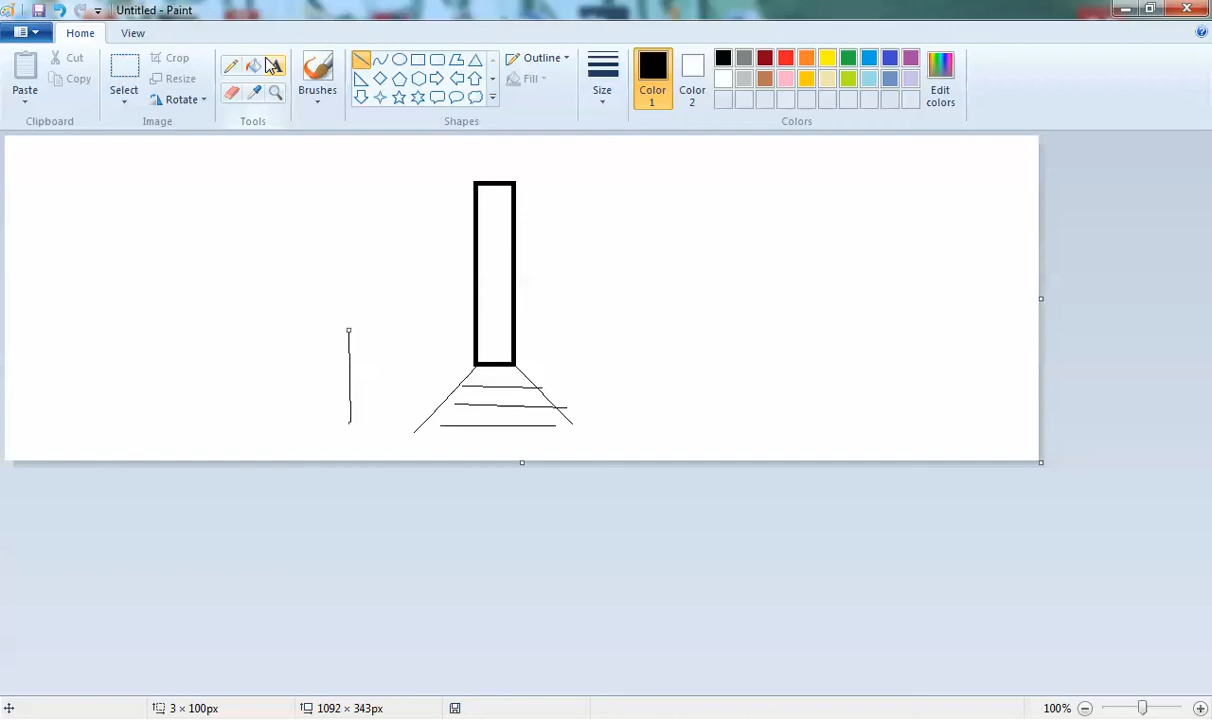 Untitled - Paint
Home View
Paste
Cut
Copy
Clipboard
Select
Crop
Resize
Rotate
Image
A
Tools
Brushes
Outline
Fill
Shapes
Size
Color 1
Color 2
Edit colors
Colors
3 × 100px
1092 × 343px
100%